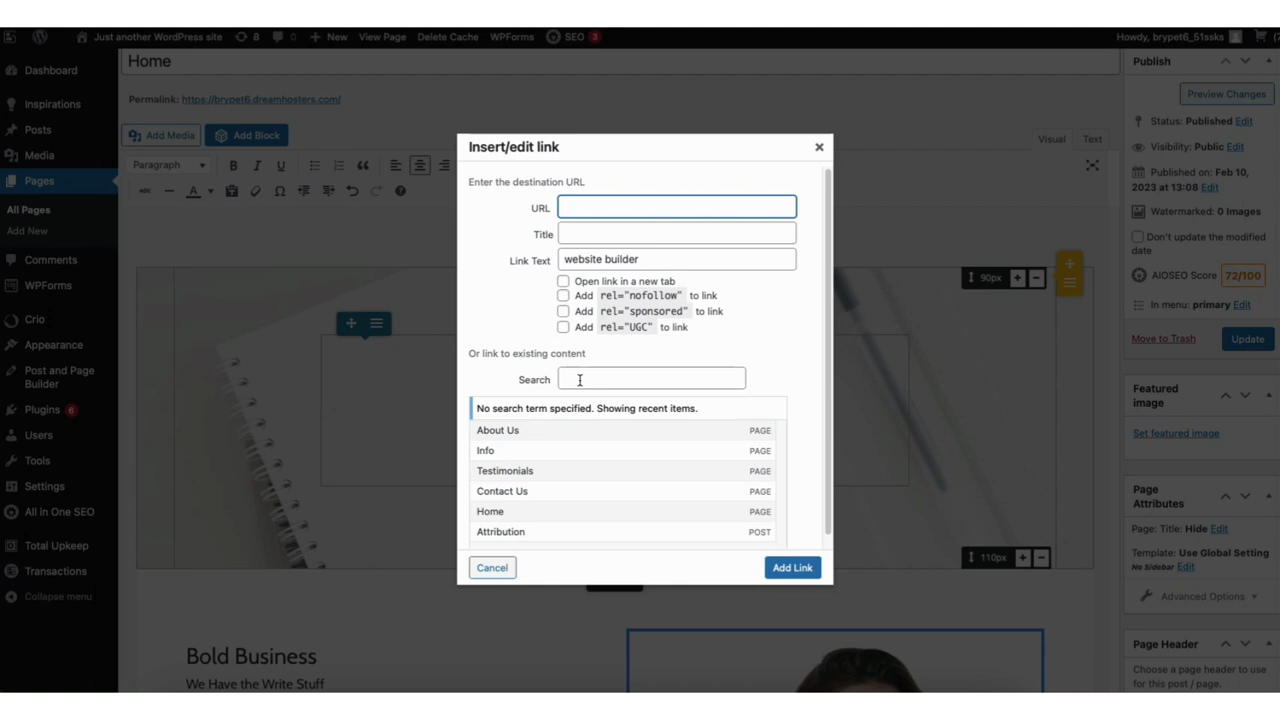 Just another WordPress site 8 0 New View Page Delete Cache WPForms SEO 3 Howdy, brypet6_51ssks
Dashboard
Inspirations
Posts
Media
Pages
All Pages
Add New
Comments
WPForms
Crio
Appearance
Post and Page
Builder
Plugins 6
Users
Tools
Settings
All in One SEO
Total Upkeep
Transactions
Collapse menu
Home
Permalink: https://brypet6.dreamhosters.com/
Add Media Add Block Visual Text
Paragraph B I U
ABC A
90px
110px
Bold Business
We Have the Write Stuff
Insert/edit link
Enter the destination URL
URL
Title
Link Text website builder
Open link in a new tab
Add rel="nofollow" to link
Add rel="sponsored" to link
Add rel="UGC" to link
Or link to existing content
Search
No search term specified. Showing recent items.
About Us PAGE
Info PAGE
Testimonials PAGE
Contact Us PAGE
Home PAGE
Attribution POST
Cancel Add Link
Publish
Preview Changes
Status: Published Edit
Visibility: Public Edit
Published on: Feb 10,
2023 at 13:08 Edit
Watermarked: 0 Images
Don't update the modified
date
AIOSEO Score 72/100
In menu: primary Edit
Move to Trash Update
Featured
image
Set featured image
Page
Attributes
Page: Title: Hide Edit
Template: Use Global Setting
No Sidebar Edit
Advanced Options
Page Header
Choose a page header to use
for this post / page.